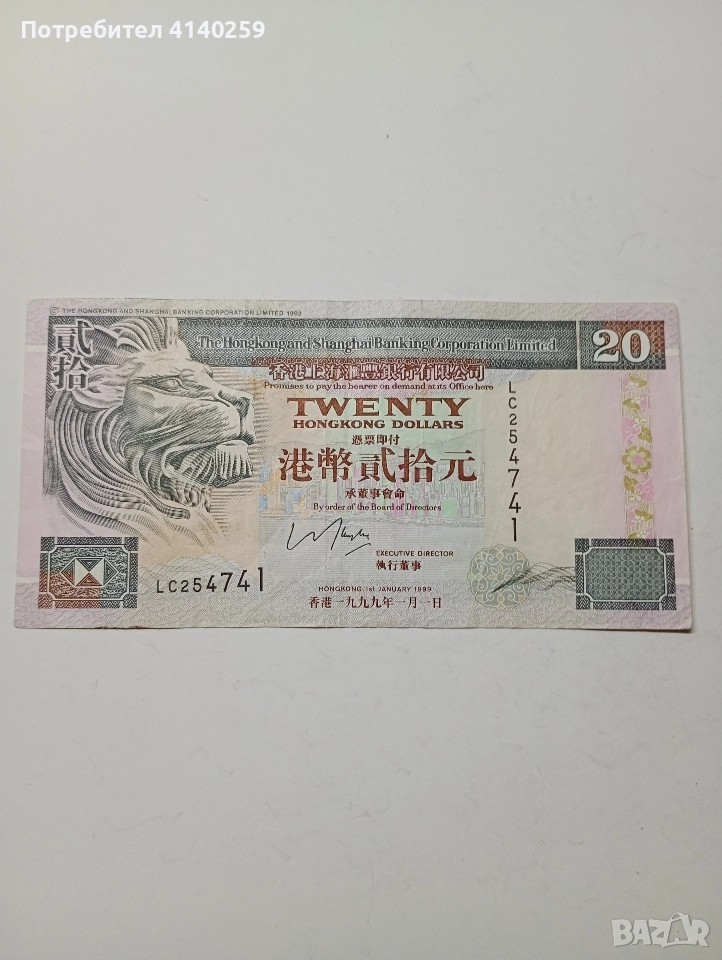 Потребител 4140259
© THE HONGKONG AND SHANGHAI BANKING CORPORATION LIMITED 1993
貳拾
The Hongkong and Shanghai Banking Corporation Limited
20
香港上海滙豐銀行有限公司
Promises to pay the bearer on demand at its Office here
TWENTY
HONGKONG DOLLARS
憑票即付
港幣貳拾元
承董事會命
By order of the Board of Directors
LC254741
EXECUTIVE DIRECTOR
執行董事
LC254741
HONGKONG 1st JANUARY 1999
香港一九九九年一月一日
BAZAR